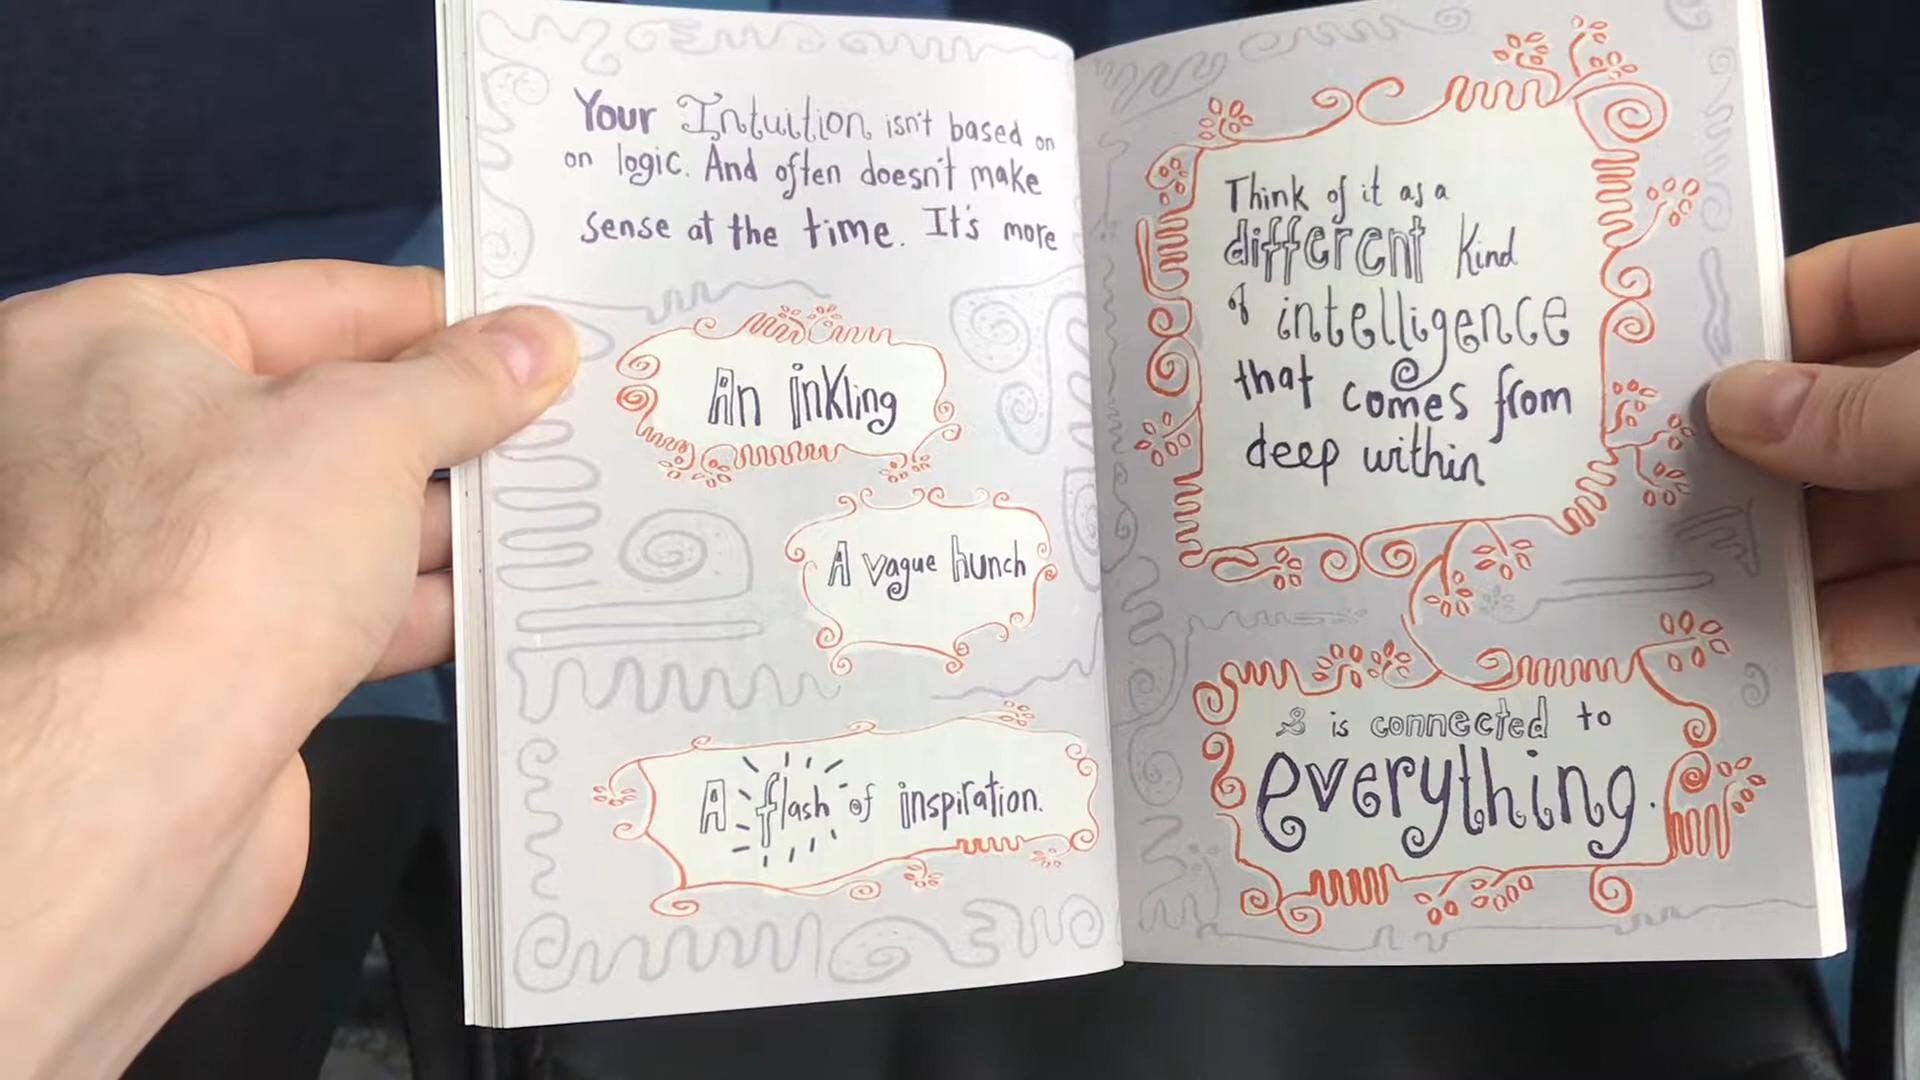 Your Intuition isn't based on
on logic. And often doesn't make
sense at the time. It's more
An inkling
A vague hunch
A flash of inspiration.
Think of it as a
different kind
of intelligence
that comes from
deep within
& is connected to
everything.